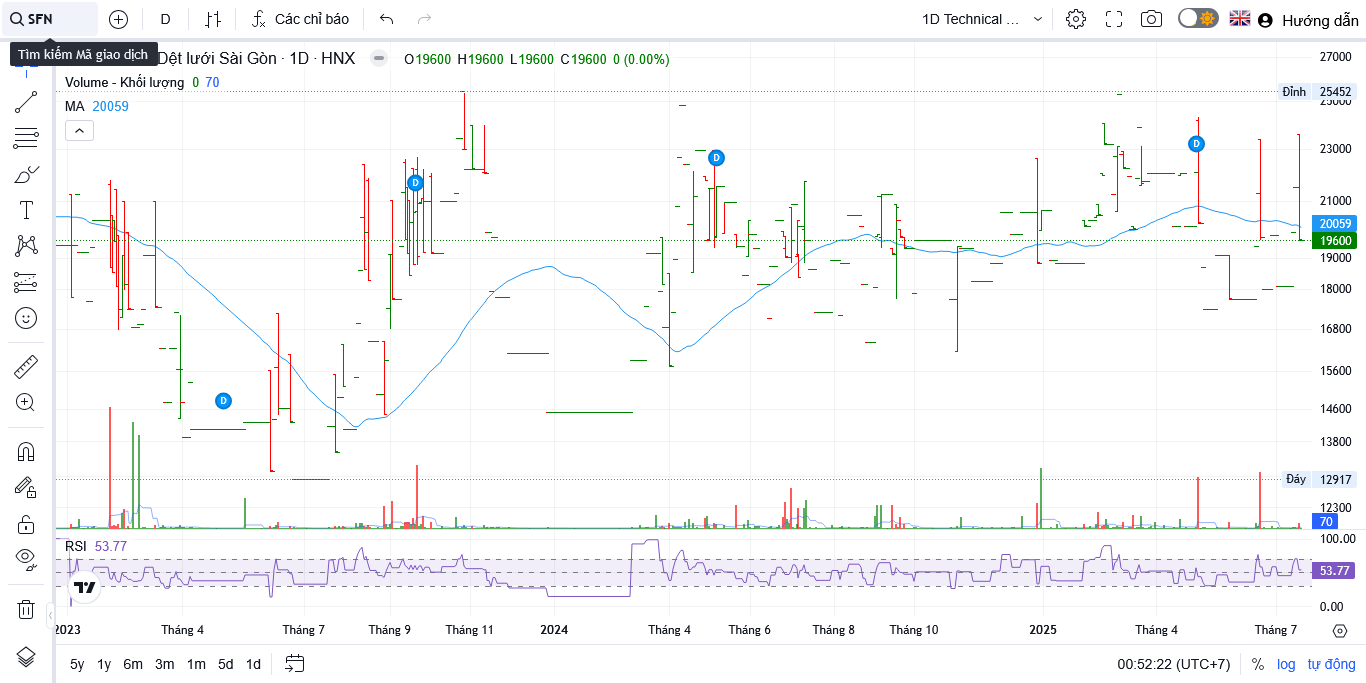 SFN
D
Các chỉ báo
1D Technical ...
Hướng dẫn
Tìm kiếm Mã giao dịch
Dệt lưới Sài Gòn · 1D · HNX
O19600 H19600 L19600 C19600 0 (0.00%)
Volume - Khối lượng 0 70
MA 20059
27000
Đỉnh 25452
25000
23000
21000
20059
19600
19000
18000
16800
15600
14600
13800
Đáy 12917
12300
70
D
D
D
D
RSI 53.77
100.00
53.77
0.00
2023 Tháng 4 Tháng 7 Tháng 9 Tháng 11 2024 Tháng 4 Tháng 6 Tháng 8 Tháng 10 2025 Tháng 4 Tháng 7
5y 1y 6m 3m 1m 5d 1d
00:52:22 (UTC+7) % log tự động